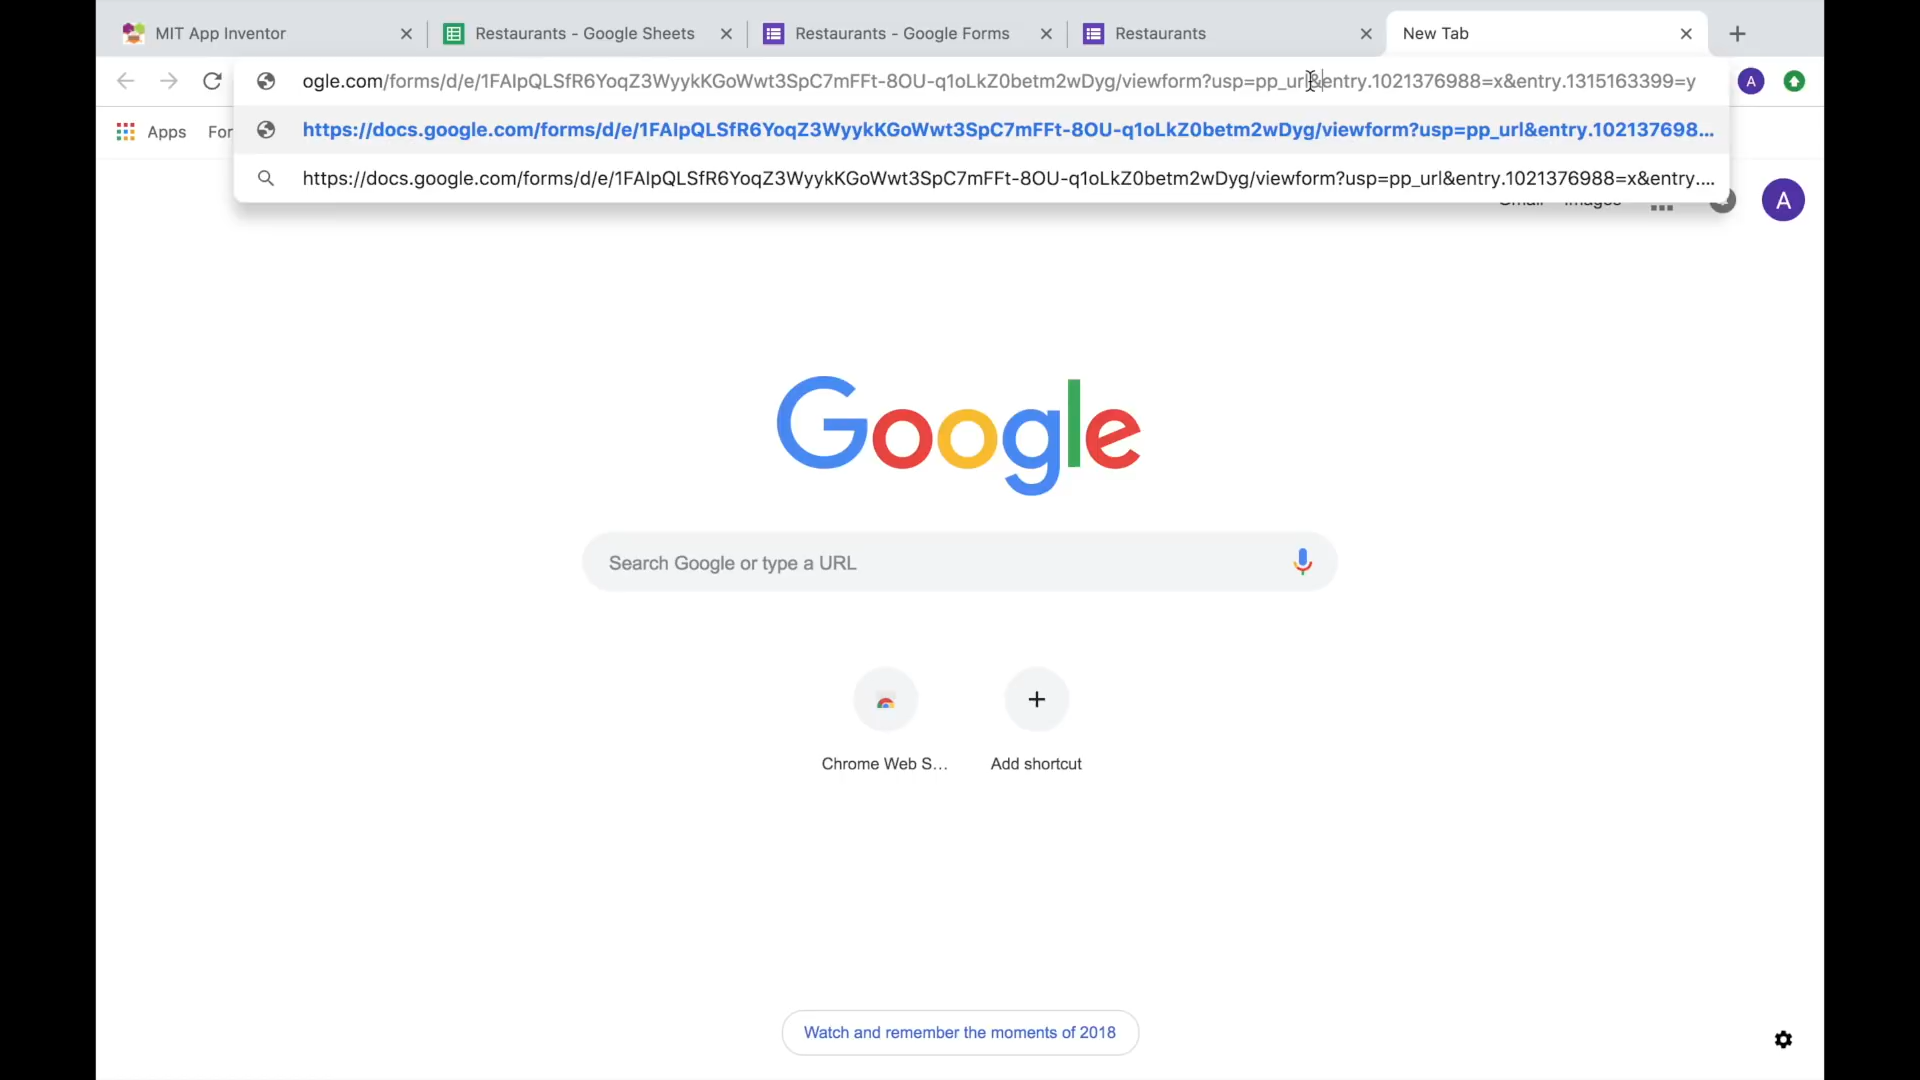 MIT App Inventor
Restaurants - Google Sheets
Restaurants - Google Forms
Restaurants
New Tab
ogle.com/forms/d/e/1FAIpQLSfR6YoqZ3WyykKGoWwt3SpC7mFFt-8OU-q1oLkZ0betm2wDyg/viewform?usp=pp_url&entry.1021376988=x&entry.1315163399=y
A
Apps
For
https://docs.google.com/forms/d/e/1FAIpQLSfR6YoqZ3WyykKGoWwt3SpC7mFFt-8OU-q1oLkZ0betm2wDyg/viewform?usp=pp_url&entry.102137698...
https://docs.google.com/forms/d/e/1FAIpQLSfR6YoqZ3WyykKGoWwt3SpC7mFFt-8OU-q1oLkZ0betm2wDyg/viewform?usp=pp_url&entry.1021376988=x&entry....
Gmail Images
A
Google
Search Google or type a URL
Chrome Web S...
Add shortcut
Watch and remember the moments of 2018